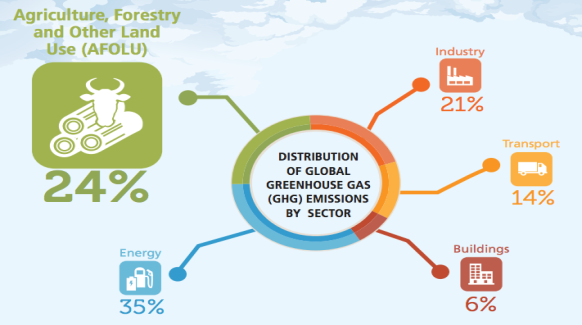 Agriculture, Forestry
and Other Land
Use (AFOLU)
24%
Industry
21%
Transport
14%
DISTRIBUTION
OF GLOBAL
GREENHOUSE GAS
(GHG) EMISSIONS
BY SECTOR
Buildings
6%
Energy
35%